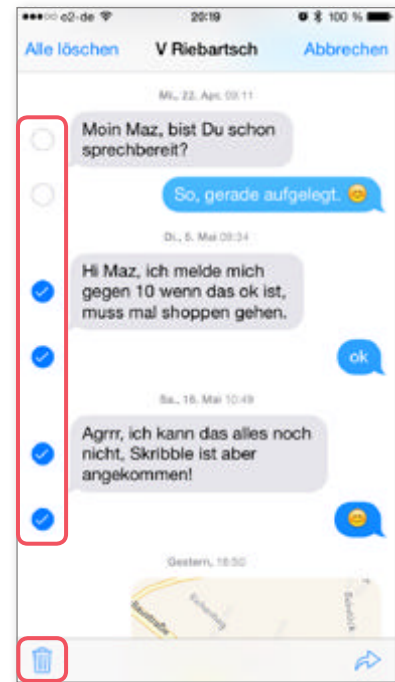 o2-de 20:19 100 %
Alle löschen V Riebartsch Abbrechen
Mi., 22. Apr. 09:11
Moin Maz, bist Du schon
sprechbereit?
So, gerade aufgelegt. 😊
Di., 5. Mai 09:34
Hi Maz, ich melde mich
gegen 10 wenn das ok ist,
muss mal shoppen gehen.
ok
Sa., 16. Mai 10:49
Agrrr, ich kann das alles noch
nicht, Skribble ist aber
angekommen!
😊
Gestern, 18:50